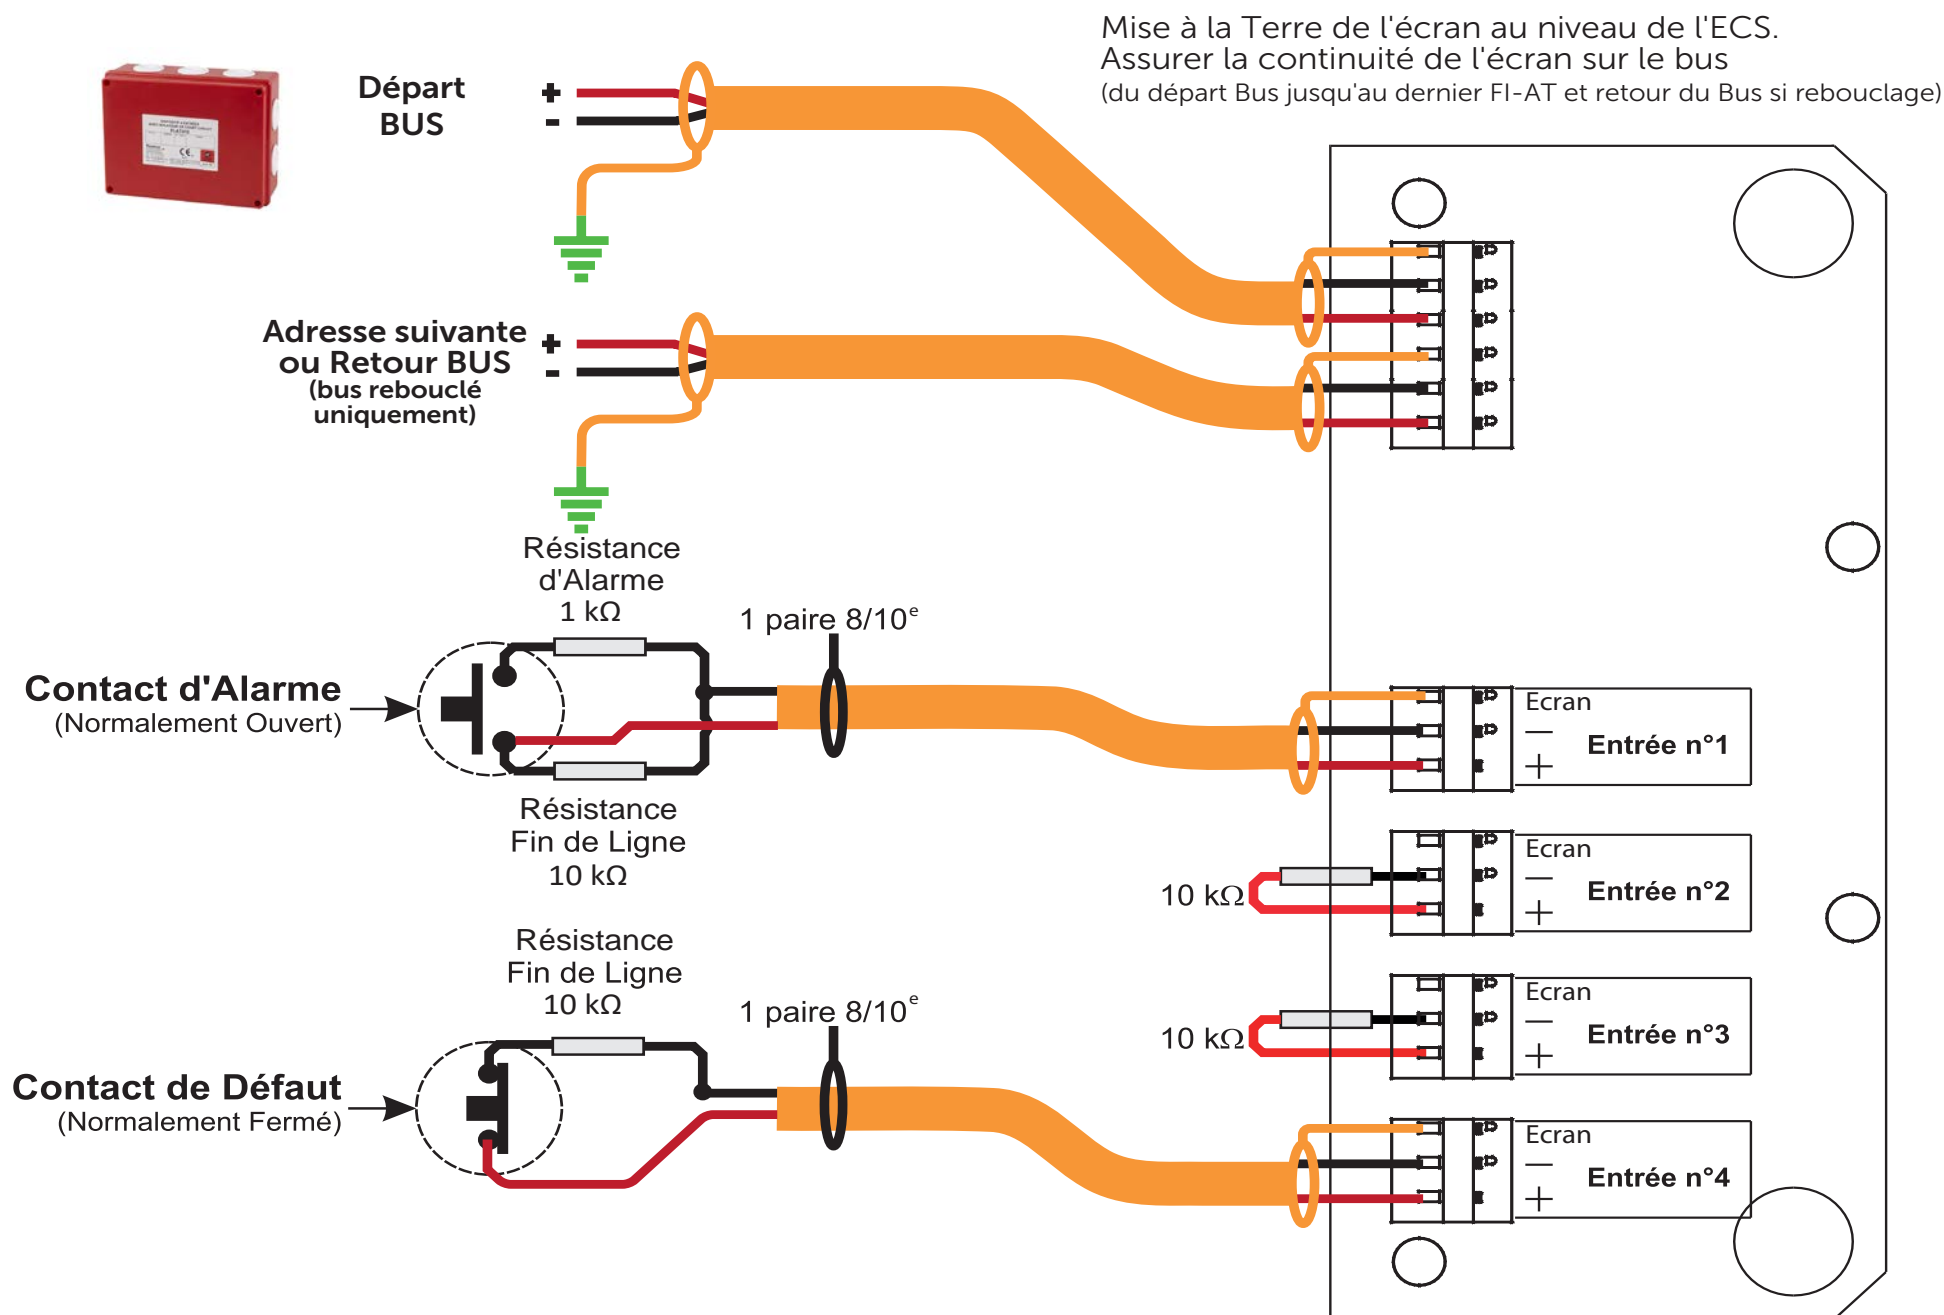 Mise à la Terre de l'écran au niveau de l'ECS.
Assurer la continuité de l'écran sur le bus
(du départ Bus jusqu'au dernier FI-AT et retour du Bus si rebouclage)
Départ
BUS
+
-
Adresse suivante
ou Retour BUS
(bus rebouclé
uniquement)
+
-
Résistance
d'Alarme
1 kΩ
1 paire 8/10e
Contact d'Alarme
(Normalement Ouvert)
Résistance
Fin de Ligne
10 kΩ
Ecran
—
Entrée n°1
+
10 kΩ
Ecran
—
Entrée n°2
+
Résistance
Fin de Ligne
10 kΩ
1 paire 8/10e
10 kΩ
Ecran
—
Entrée n°3
+
Contact de Défaut
(Normalement Fermé)
Ecran
—
Entrée n°4
+